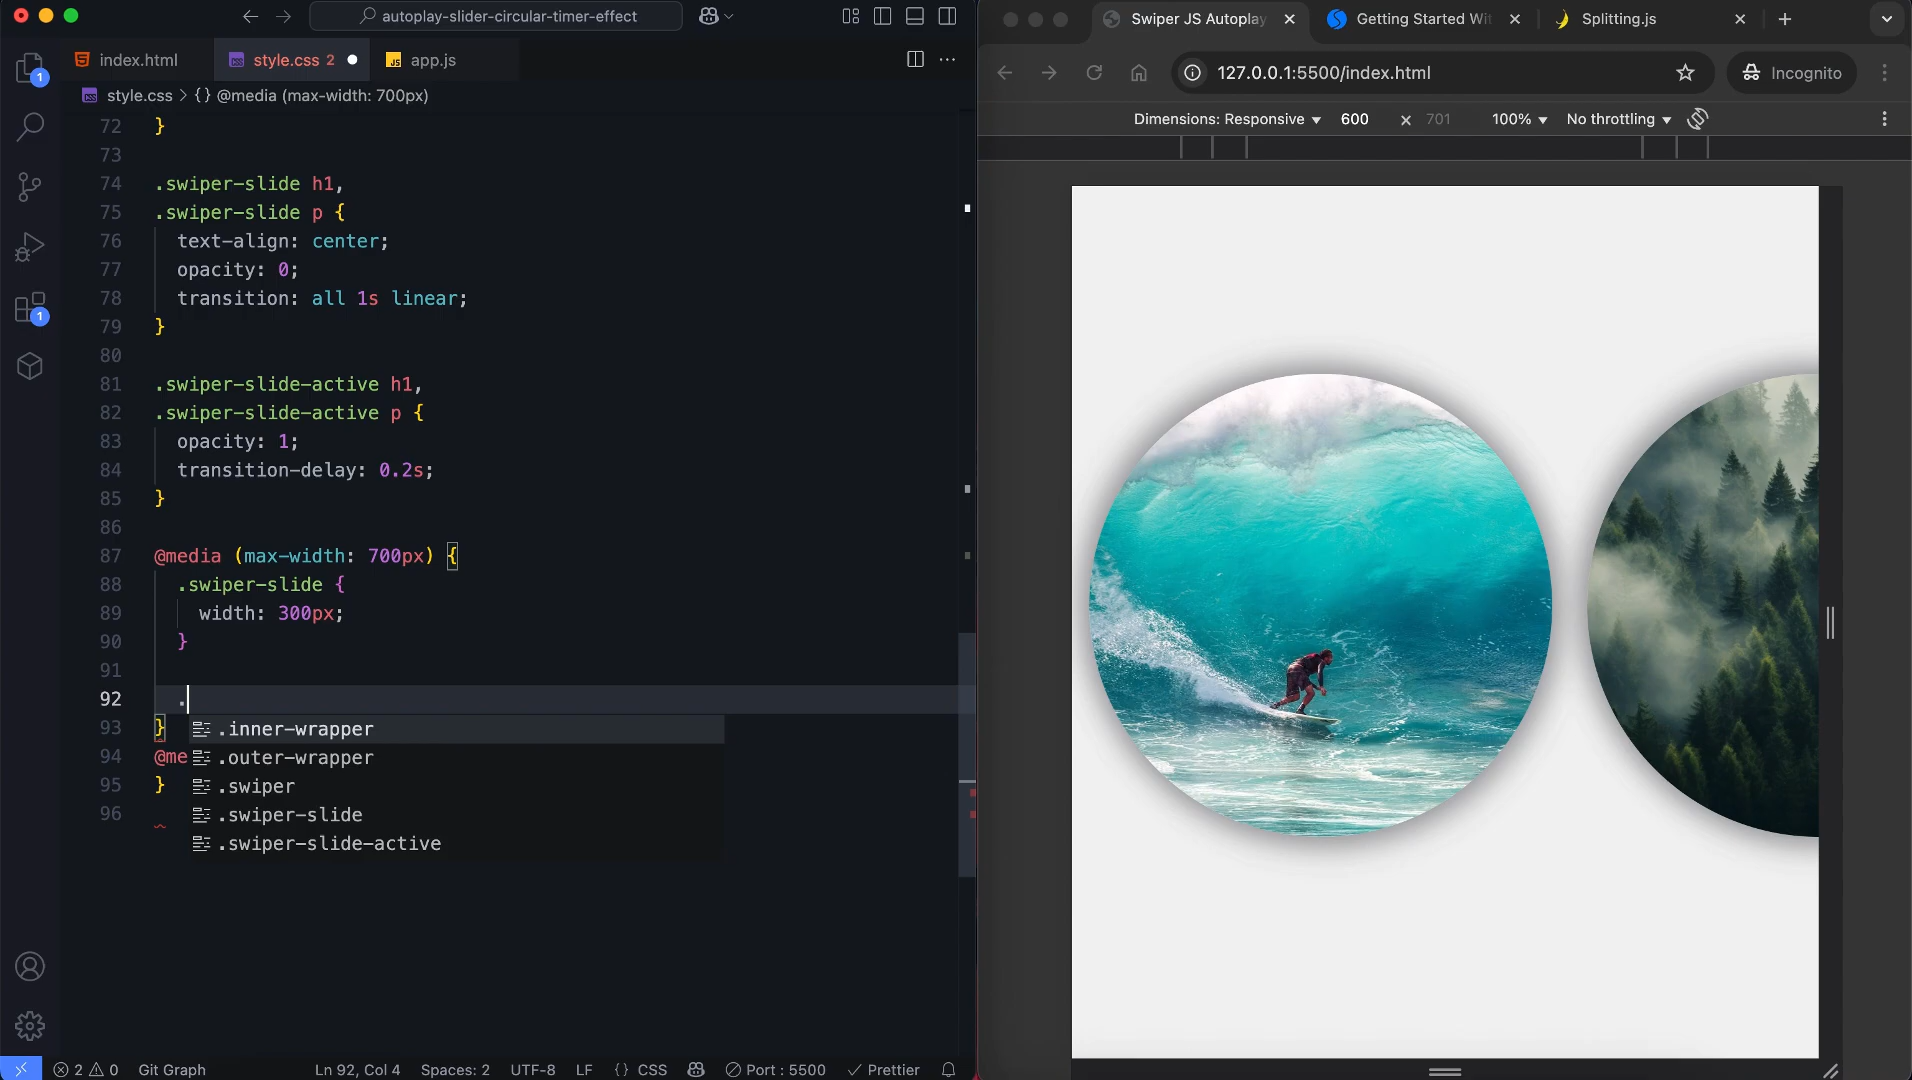 autoplay-slider-circular-timer-effect
index.html
style.css 2
app.js
style.css > {} @media (max-width: 700px)
72 }
73
74 .swiper-slide h1,
75 .swiper-slide p {
76 text-align: center;
77 opacity: 0;
78 transition: all 1s linear;
79 }
80
81 .swiper-slide-active h1,
82 .swiper-slide-active p {
83 opacity: 1;
84 transition-delay: 0.2s;
85 }
86
87 @media (max-width: 700px) {
88 .swiper-slide {
89 width: 300px;
90 }
91
92 .
93 }
94 @me
95 }
96
.inner-wrapper
.outer-wrapper
.swiper
.swiper-slide
.swiper-slide-active
1
1
2 0 Git Graph Ln 92, Col 4 Spaces: 2 UTF-8 LF {} CSS Port : 5500 Prettier
Swiper JS Autoplay
Getting Started Wit
Splitting.js
127.0.0.1:5500/index.html
Incognito
Dimensions: Responsive 600 × 701 100% No throttling